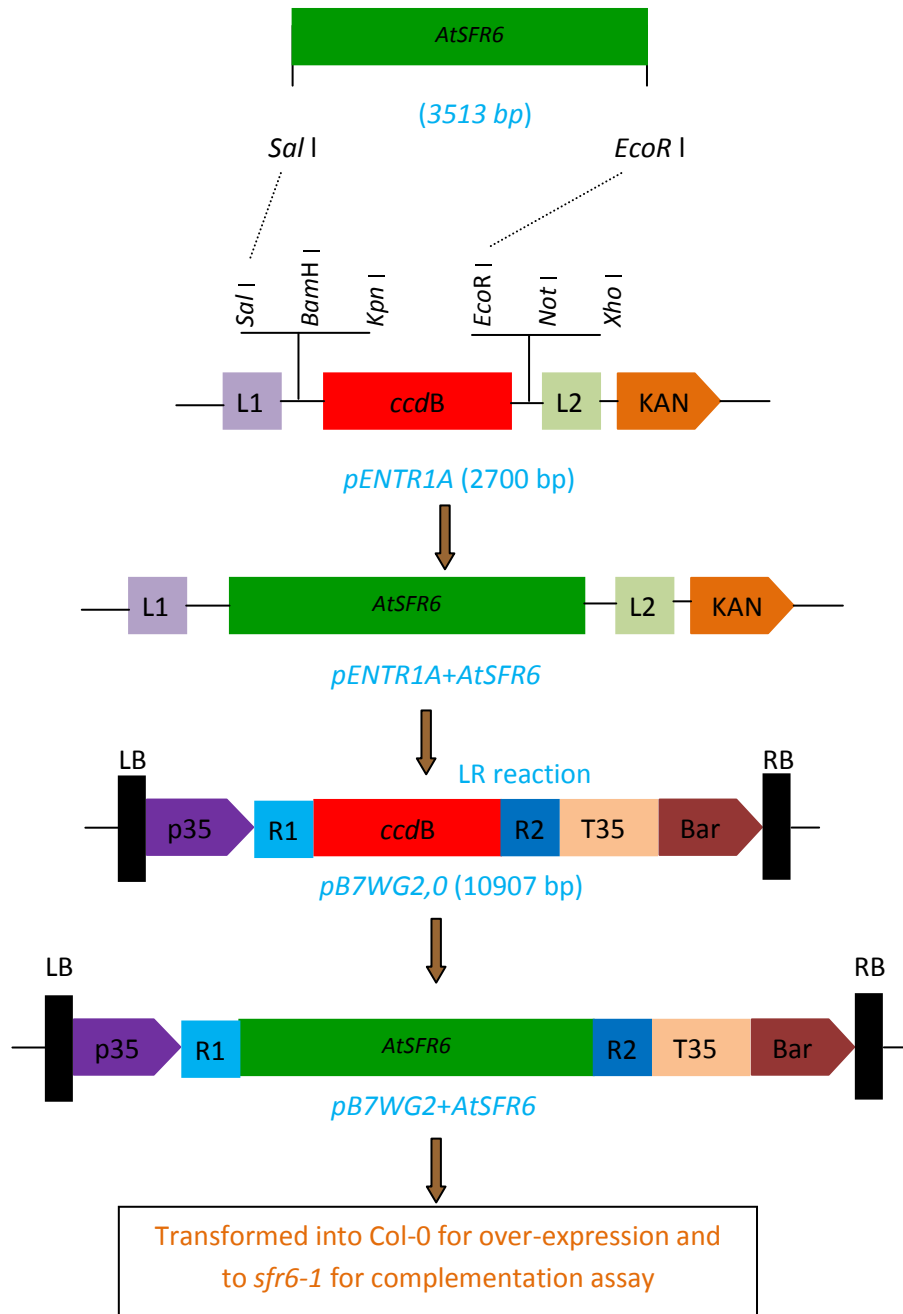 AtSFR6
(3513 bp)
Sal I
EcoR I
Sal I
BamH I
Kpn I
EcoR I
Not I
Xho I
L1
ccdB
L2
KAN
pENTR1A (2700 bp)
L1
AtSFR6
L2
KAN
pENTR1A+AtSFR6
LB
LR reaction
RB
p35
R1
ccdB
R2
T35
Bar
pB7WG2,0 (10907 bp)
LB
RB
p35
R1
AtSFR6
R2
T35
Bar
pB7WG2+AtSFR6
Transformed into Col-0 for over-expression and
to sfr6-1 for complementation assay